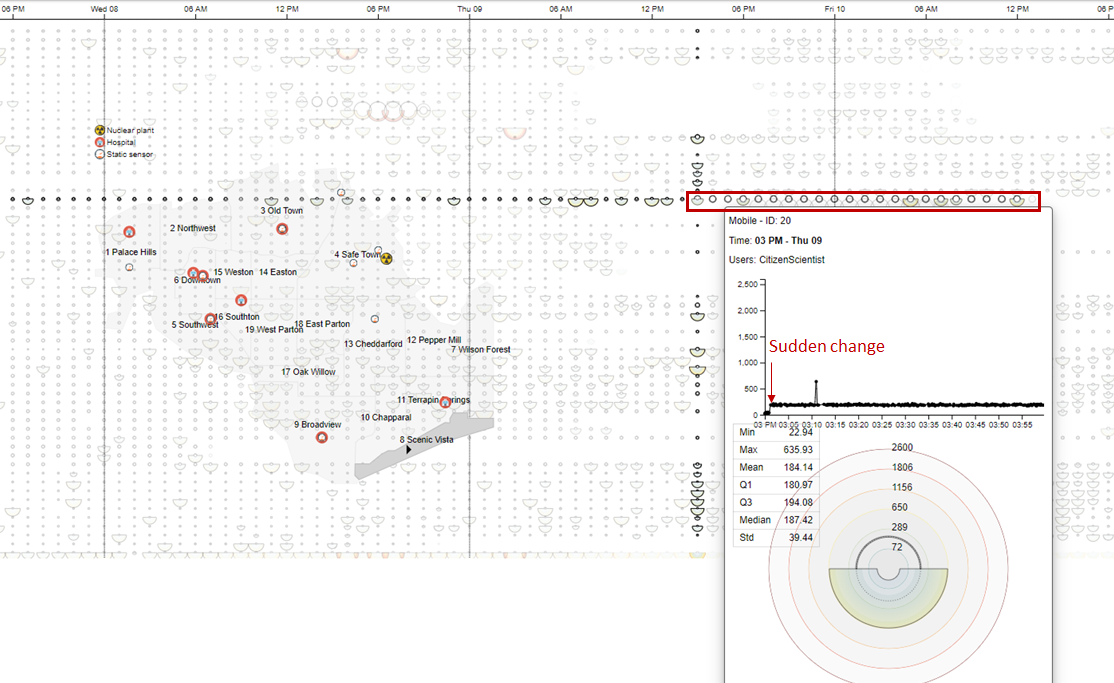 06 PM Wed 08 06 AM 12 PM 06 PM Thu 09 06 AM 12 PM 06 PM Fri 10 06 AM 12 PM 06 P
Nuclear plant
Hospital
Static sensor
3 Old Town
2 Northwest
1 Palace Hills
4 Safe Town
15 Weston 14 Easton
6 Downtown
16 Southton
5 Southwest
18 East Parton
19 West Parton
12 Pepper Mill
13 Cheddarford
7 Wilson Forest
17 Oak Willow
11 Terrapin Springs
10 Chapparal
9 Broadview
8 Scenic Vista
Mobile - ID: 20
Time: 03 PM - Thu 09
Users: CitizenScientist
2,500
2,000
1,500
1,000
500
0
Sudden change
03 PM 03:05 03:10 03:15 03:20 03:25 03:30 03:35 03:40 03:45 03:50 03:55
Min 22.94
Max 635.93
Mean 184.14
Q1 180.97
Q3 194.08
Median 187.42
Std 39.44
2600
1806
1156
650
289
72